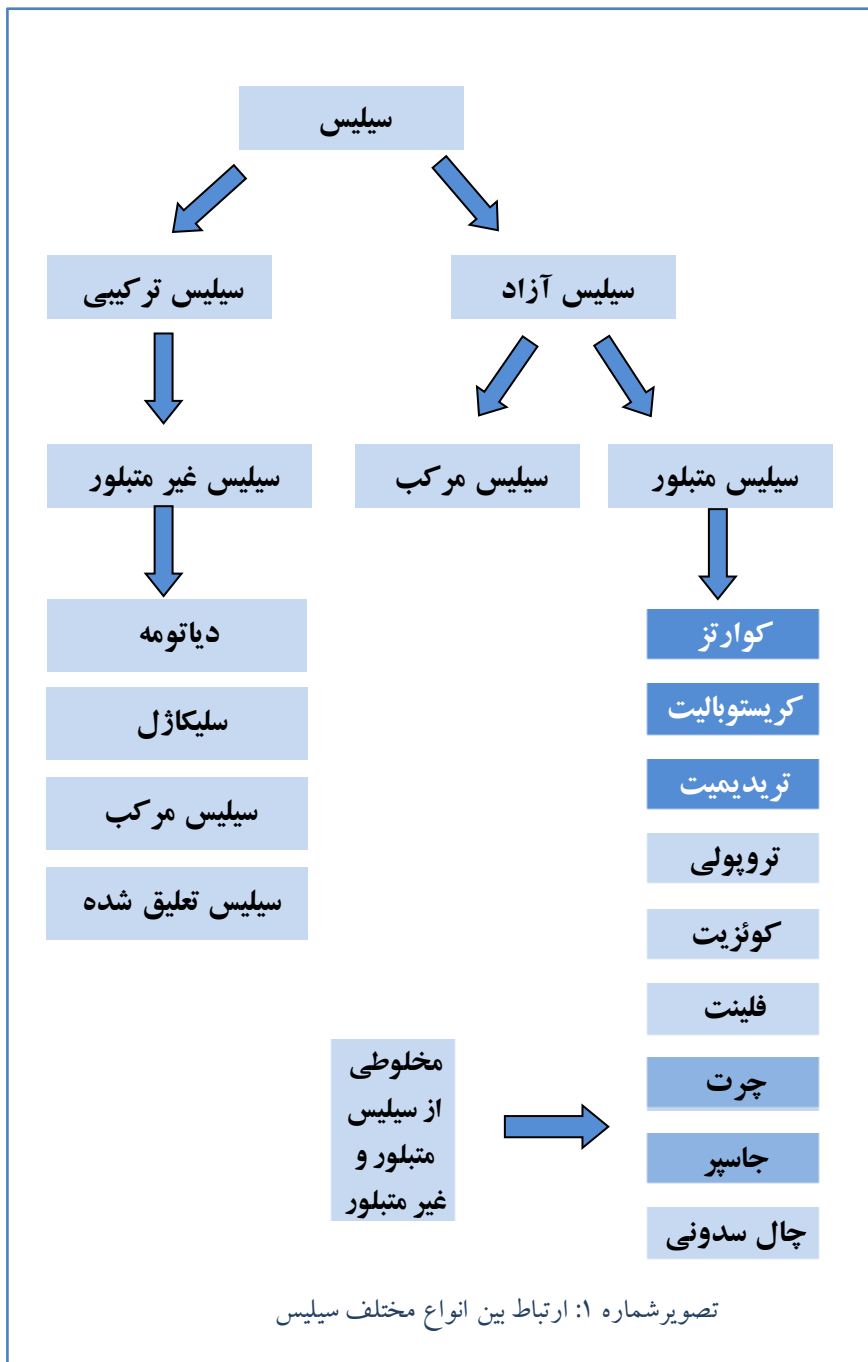 سیلیس
سیلیس آزاد
سیلیس ترکیبی
سیلیس متبلور
سیلیس مرکب
سیلیس غیر متبلور
کوارتز
کریستوبالیت
تریدیمیت
تروپولی
کوئزیت
فلینت
چرت
جاسپر
چال سدونی
دیاتومه
سلیکاژل
سیلیس مرکب
سیلیس تعلیق شده
مخلوطی
از سیلیس
متبلور و
غیر متبلور
تصویرشماره ۱: ارتباط بین انواع مختلف سیلیس